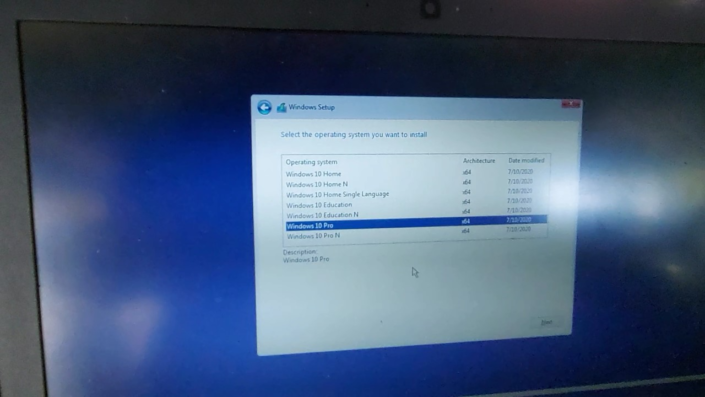 Windows Setup
Select the operating system you want to install
Operating system Architecture Date modified
Windows 10 Home x64 7/10/2020
Windows 10 Home N x64 7/10/2020
Windows 10 Home Single Language x64 7/10/2020
Windows 10 Education x64 7/10/2020
Windows 10 Education N x64 7/10/2020
Windows 10 Pro x64 7/10/2020
Windows 10 Pro N x64 7/10/2020
Description:
Windows 10 Pro